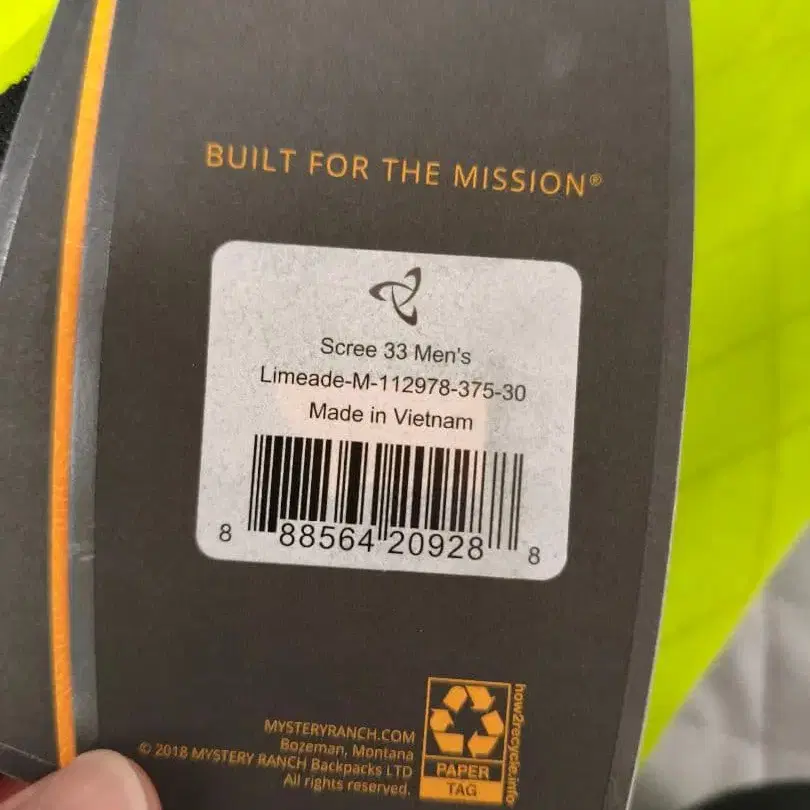 BUILT FOR THE MISSION®
Scree 33 Men's
Limeade-M-112978-375-30
Made in Vietnam
8 88564 20928 8
MYSTERYRANCH.COM
Bozeman, Montana
© 2018 MYSTERY RANCH Backpacks LTD
All rights reserved.
PAPER
TAG
how2recycle.info